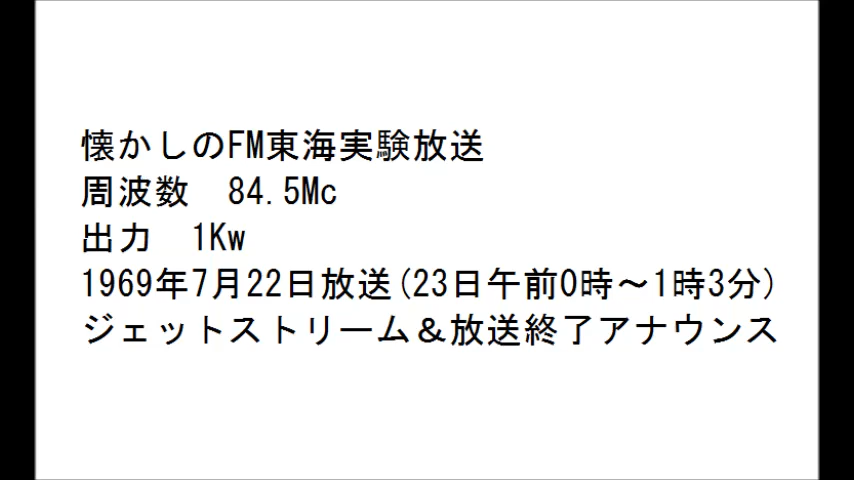 懐かしのFM東海実験放送
周波数　84.5Mc
出力　1Kw
1969年7月22日放送(23日午前0時～1時3分)
ジェットストリーム＆放送終了アナウンス